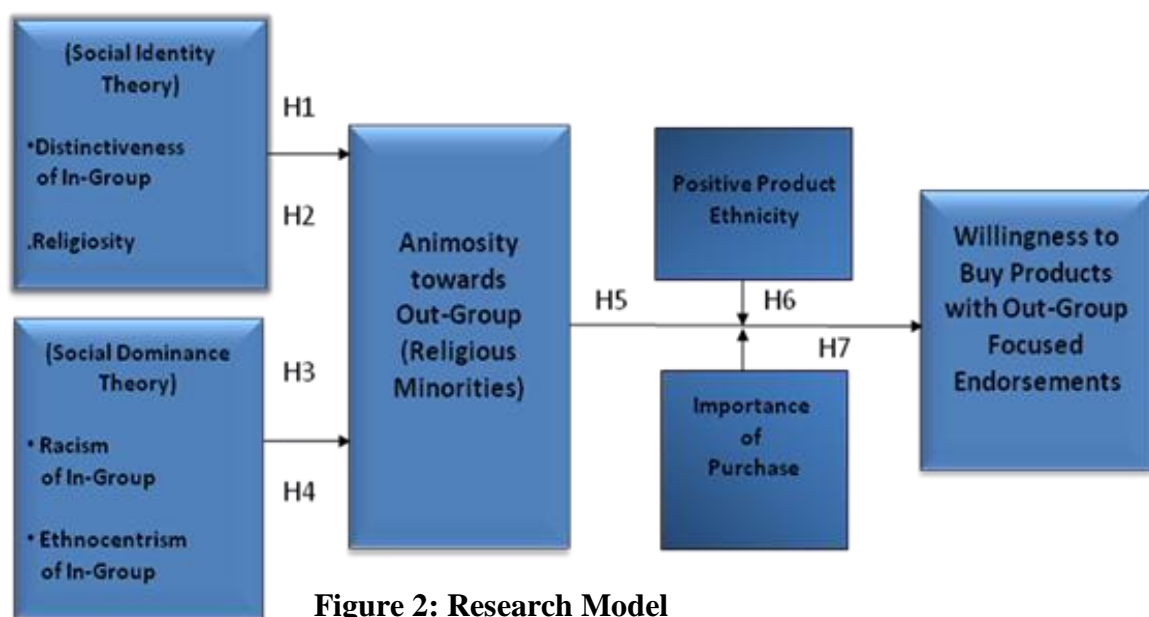 (Social Identity
Theory)
•Distinctiveness
of In-Group
.Religiosity
H1
H2
(Social Dominance
Theory)
• Racism
of In-Group
• Ethnocentrism
of In-Group
H3
H4
Animosity
towards
Out-Group
(Religious
Minorities)
H5
Positive Product
Ethnicity
H6
H7
Importance
of
Purchase
Willingness to
Buy Products
with Out-Group
Focused
Endorsements
Figure 2: Research Model